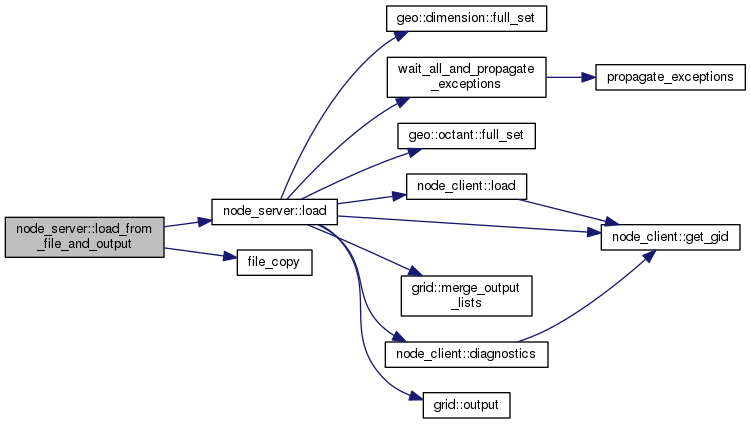 geo::dimension::full_set
wait_all_and_propagate
_exceptions
propagate_exceptions
geo::octant::full_set
node_client::load
node_server::load
node_server::load_from
_file_and_output
node_client::get_gid
file_copy
grid::merge_output
_lists
node_client::diagnostics
grid::output